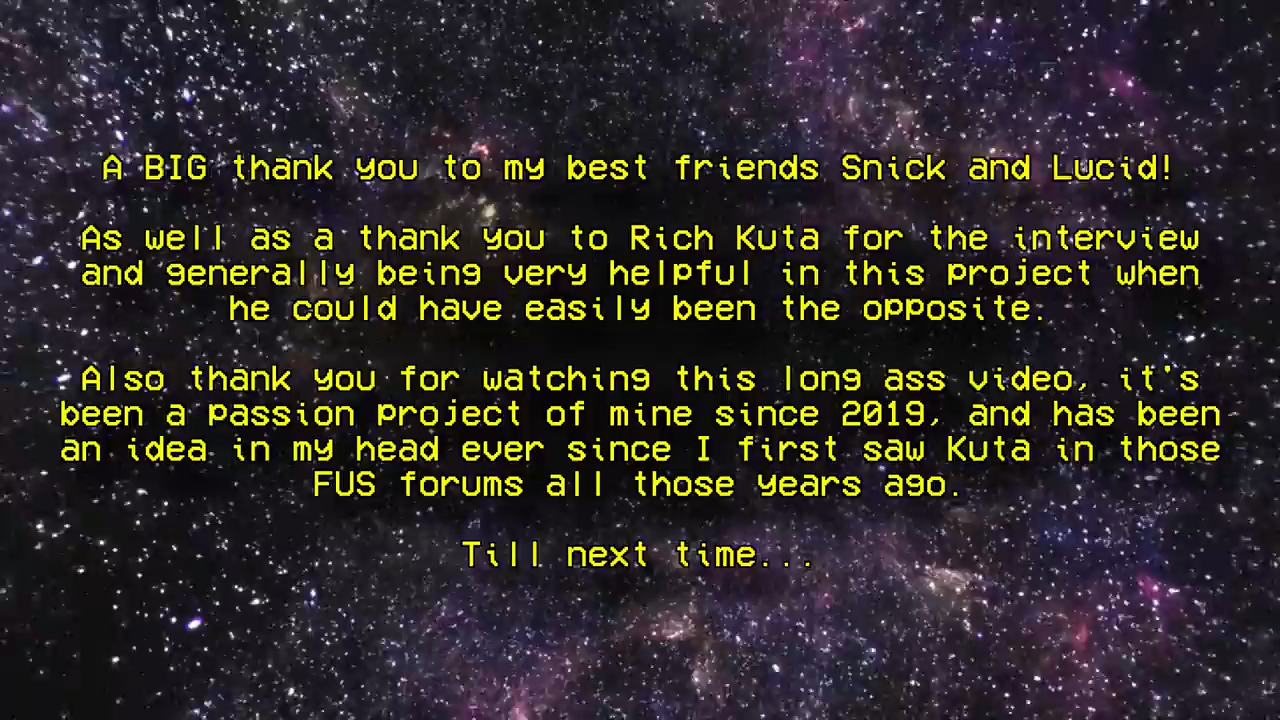 A BIG thank you to my best friends Snick and Lucid!
As well as a thank you to Rich Kuta for the interview
and generally being very helpful in this project when
he could have easily been the opposite.
Also thank you for watching this long ass video, it's
been a passion project of mine since 2019, and has been
an idea in my head ever since I first saw Kuta in those
FUS forums all those years ago.
Till next time...